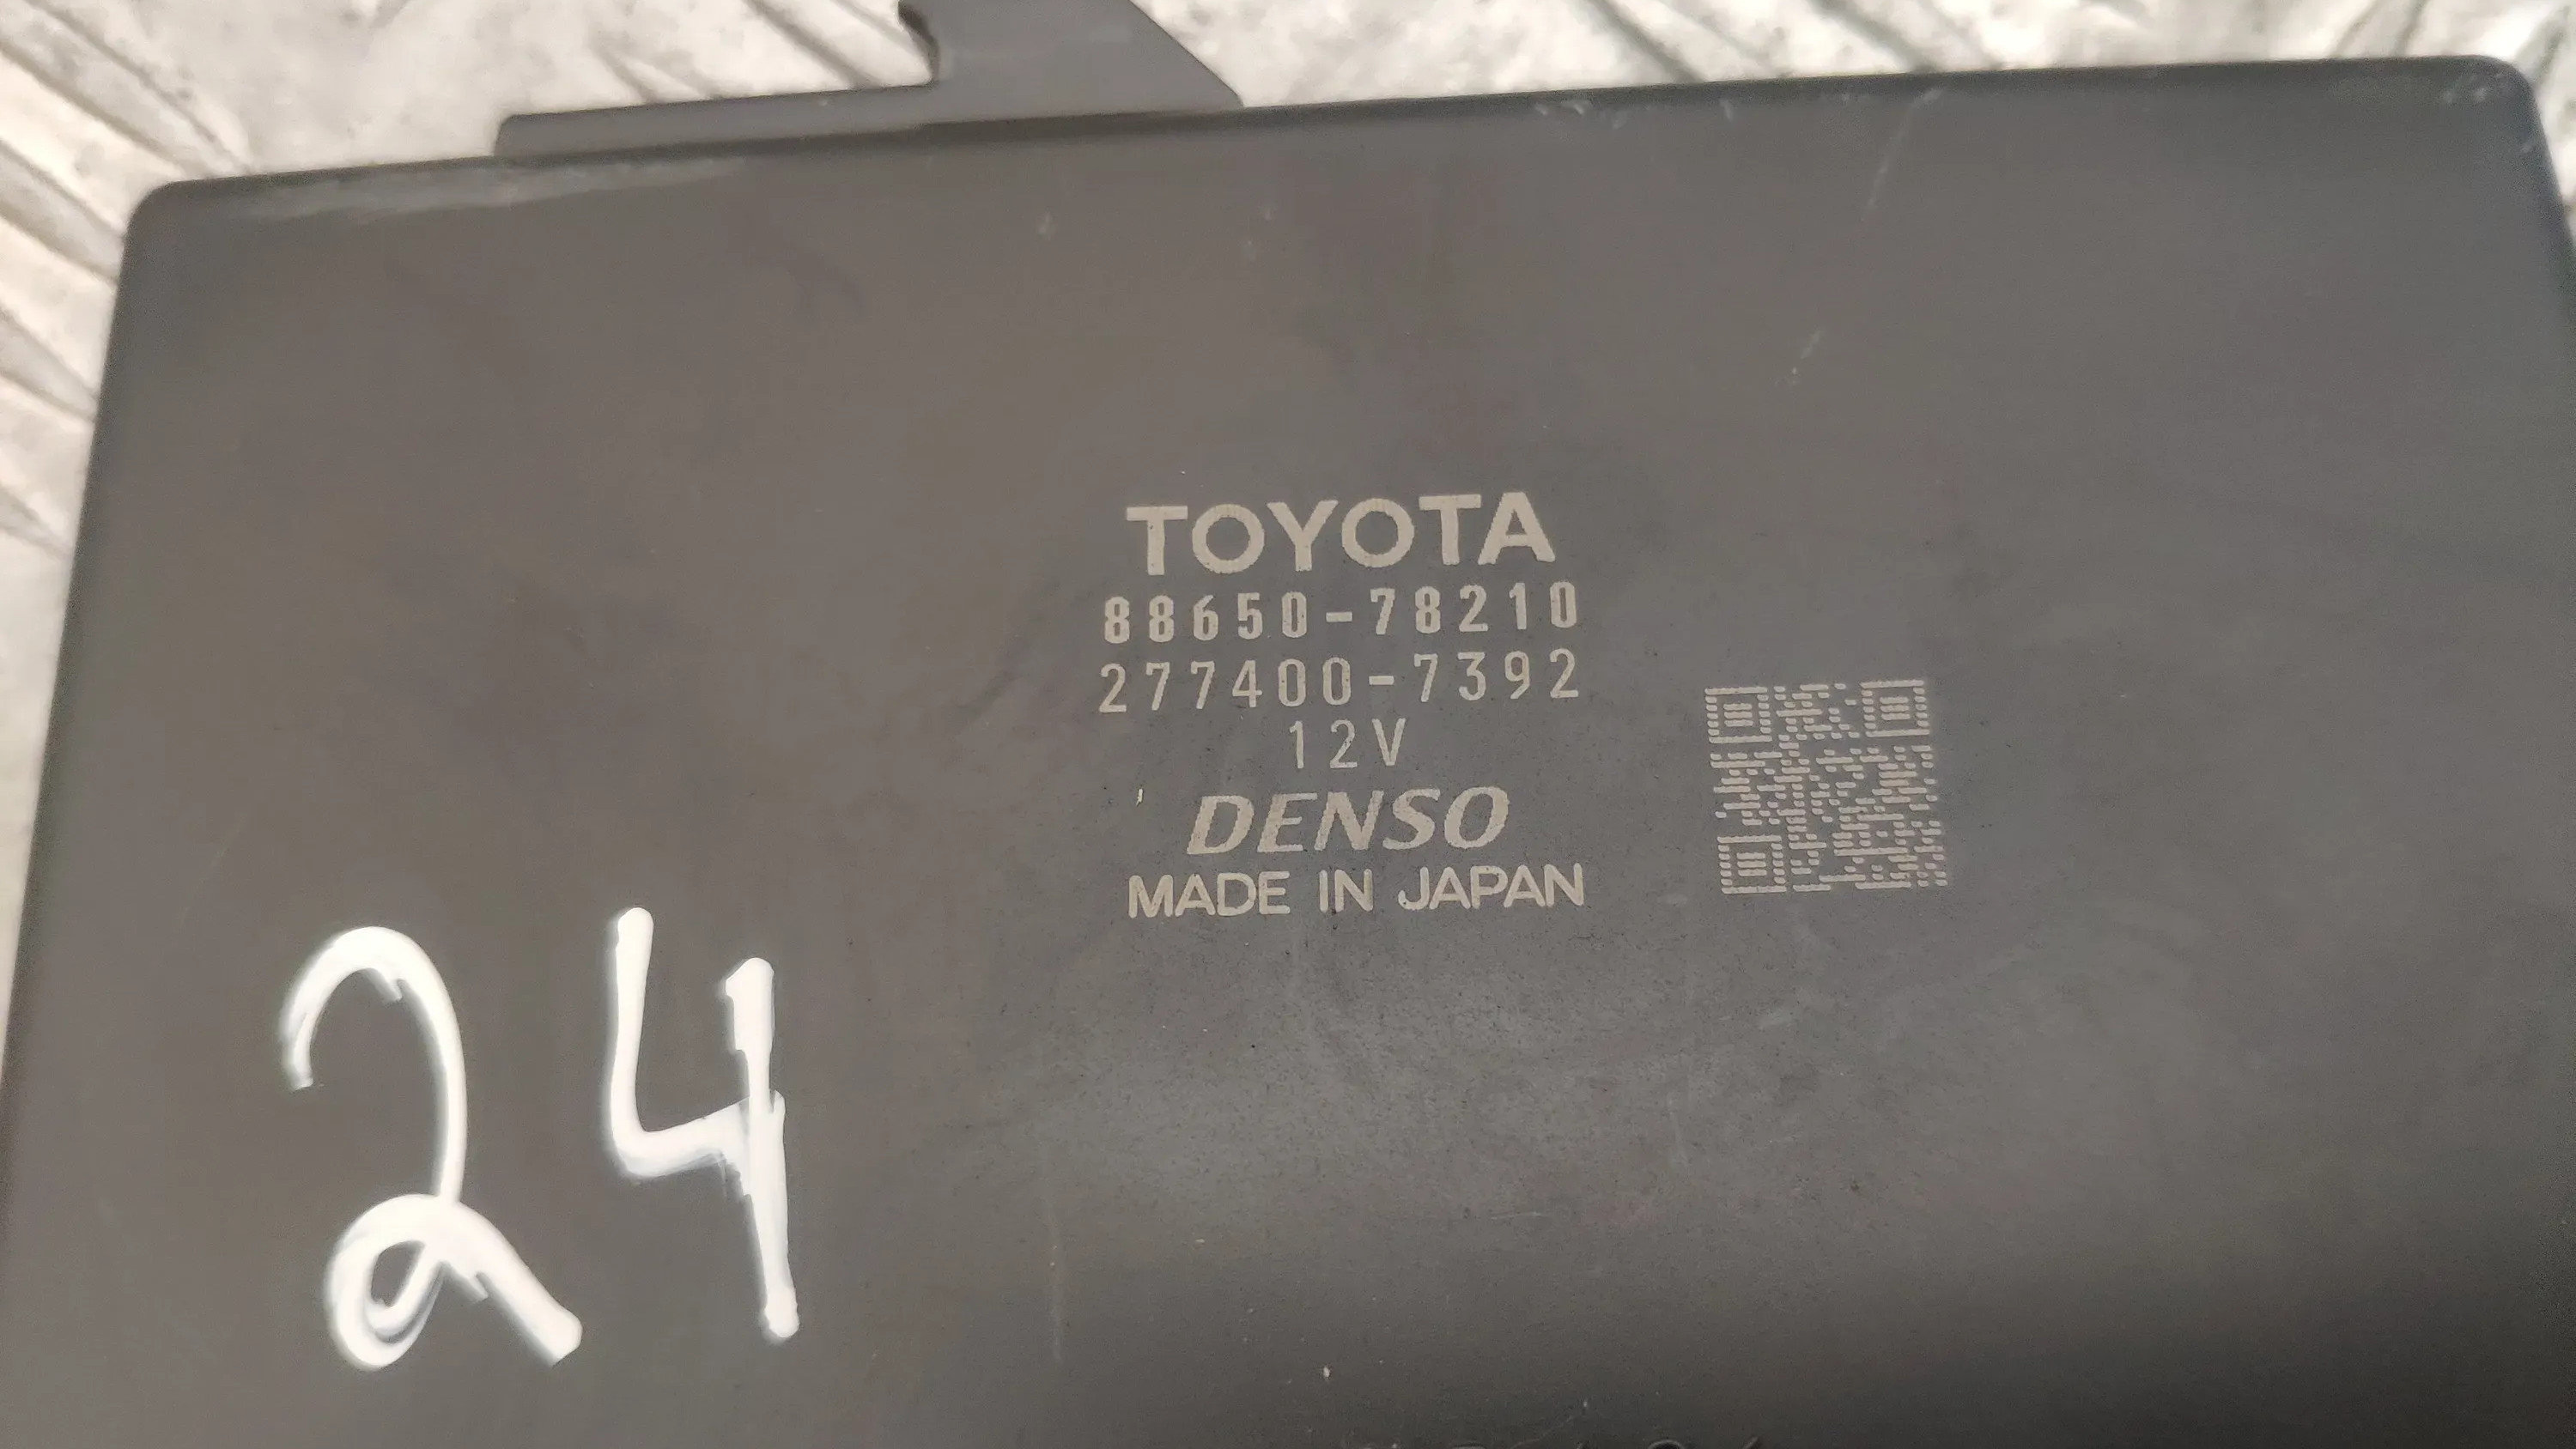 TOYOTA
88650-78210
277400-7392
12V
DENSO
MADE IN JAPAN
24